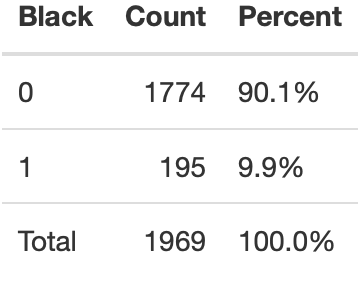 Black Count Percent
0 1774 90.1%
1 195 9.9%
Total 1969 100.0%